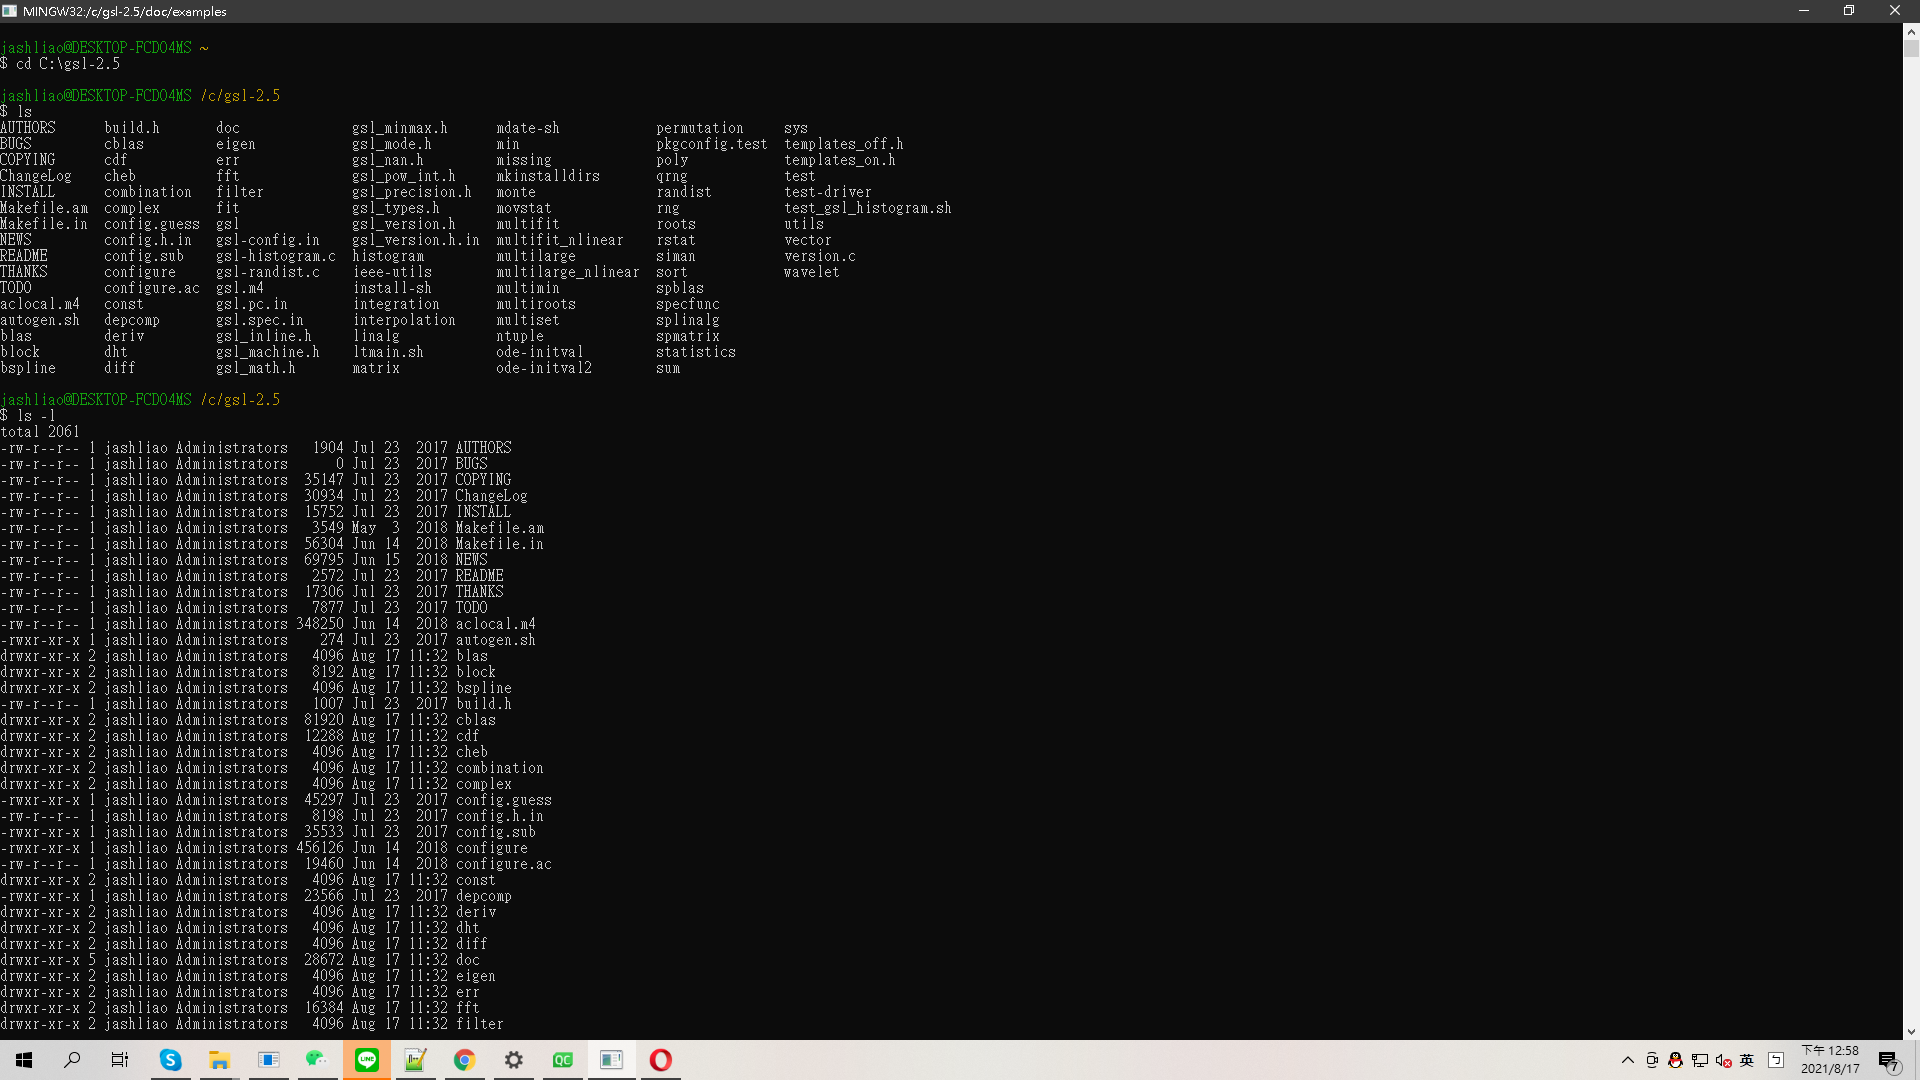 MINGW32:/c/gsl-2.5/doc/examples
jashliao@DESKTOP-FCDO4MS ~
$ cd C:\gsl-2.5
jashliao@DESKTOP-FCDO4MS /c/gsl-2.5
$ ls
AUTHORS build.h doc gsl_minmax.h mdate-sh permutation sys
BUGS cblas eigen gsl_mode.h min pkgconfig.test templates_off.h
COPYING cdf err gsl_nan.h missing poly templates_on.h
ChangeLog cheb fft gsl_pow_int.h mkinstalldirs qrng test
INSTALL combination filter gsl_precision.h monte randist test-driver
Makefile.am complex fit gsl_types.h movstat rng test_gsl_histogram.sh
Makefile.in config.guess gsl gsl_version.h multifit roots utils
NEWS config.h.in gsl-config.in gsl_version.h.in multifit_nlinear rstat vector
README config.sub gsl-histogram.c histogram multilarge siman version.c
THANKS configure gsl-randist.c ieee-utils multilarge_nlinear sort wavelet
TODO configure.ac gsl.m4 install-sh multimin spblas
aclocal.m4 const gsl.pc.in integration multiroots specfunc
autogen.sh depcomp gsl.spec.in interpolation multiset splinalg
blas deriv gsl_inline.h linalg ntuple spmatrix
block dht gsl_machine.h ltmain.sh ode-initval statistics
bspline diff gsl_math.h matrix ode-initval2 sum
jashliao@DESKTOP-FCDO4MS /c/gsl-2.5
$ ls -l
total 2061
-rw-r--r-- 1 jashliao Administrators 1904 Jul 23 2017 AUTHORS
-rw-r--r-- 1 jashliao Administrators 0 Jul 23 2017 BUGS
-rw-r--r-- 1 jashliao Administrators 35147 Jul 23 2017 COPYING
-rw-r--r-- 1 jashliao Administrators 30934 Jul 23 2017 ChangeLog
-rw-r--r-- 1 jashliao Administrators 15752 Jul 23 2017 INSTALL
-rw-r--r-- 1 jashliao Administrators 3549 May 3 2018 Makefile.am
-rw-r--r-- 1 jashliao Administrators 56304 Jun 14 2018 Makefile.in
-rw-r--r-- 1 jashliao Administrators 69795 Jun 15 2018 NEWS
-rw-r--r-- 1 jashliao Administrators 2572 Jul 23 2017 README
-rw-r--r-- 1 jashliao Administrators 17306 Jul 23 2017 THANKS
-rw-r--r-- 1 jashliao Administrators 7877 Jul 23 2017 TODO
-rw-r--r-- 1 jashliao Administrators 348250 Jun 14 2018 aclocal.m4
-rwxr-xr-x 1 jashliao Administrators 274 Jul 23 2017 autogen.sh
drwxr-xr-x 2 jashliao Administrators 4096 Aug 17 11:32 blas
drwxr-xr-x 2 jashliao Administrators 8192 Aug 17 11:32 block
drwxr-xr-x 2 jashliao Administrators 4096 Aug 17 11:32 bspline
-rw-r--r-- 1 jashliao Administrators 1007 Jul 23 2017 build.h
drwxr-xr-x 2 jashliao Administrators 81920 Aug 17 11:32 cblas
drwxr-xr-x 2 jashliao Administrators 12288 Aug 17 11:32 cdf
drwxr-xr-x 2 jashliao Administrators 4096 Aug 17 11:32 cheb
drwxr-xr-x 2 jashliao Administrators 4096 Aug 17 11:32 combination
drwxr-xr-x 2 jashliao Administrators 4096 Aug 17 11:32 complex
-rwxr-xr-x 1 jashliao Administrators 45297 Jul 23 2017 config.guess
-rw-r--r-- 1 jashliao Administrators 8198 Jul 23 2017 config.h.in
-rwxr-xr-x 1 jashliao Administrators 35533 Jul 23 2017 config.sub
-rwxr-xr-x 1 jashliao Administrators 456126 Jun 14 2018 configure
-rw-r--r-- 1 jashliao Administrators 19460 Jun 14 2018 configure.ac
drwxr-xr-x 2 jashliao Administrators 4096 Aug 17 11:32 const
-rwxr-xr-x 1 jashliao Administrators 23566 Jul 23 2017 depcomp
drwxr-xr-x 2 jashliao Administrators 4096 Aug 17 11:32 deriv
drwxr-xr-x 2 jashliao Administrators 4096 Aug 17 11:32 dht
drwxr-xr-x 2 jashliao Administrators 4096 Aug 17 11:32 diff
drwxr-xr-x 5 jashliao Administrators 28672 Aug 17 11:32 doc
drwxr-xr-x 2 jashliao Administrators 4096 Aug 17 11:32 eigen
drwxr-xr-x 2 jashliao Administrators 4096 Aug 17 11:32 err
drwxr-xr-x 2 jashliao Administrators 16384 Aug 17 11:32 fft
drwxr-xr-x 2 jashliao Administrators 4096 Aug 17 11:32 filter
QC 英 下午 12:58
2021/8/17 7